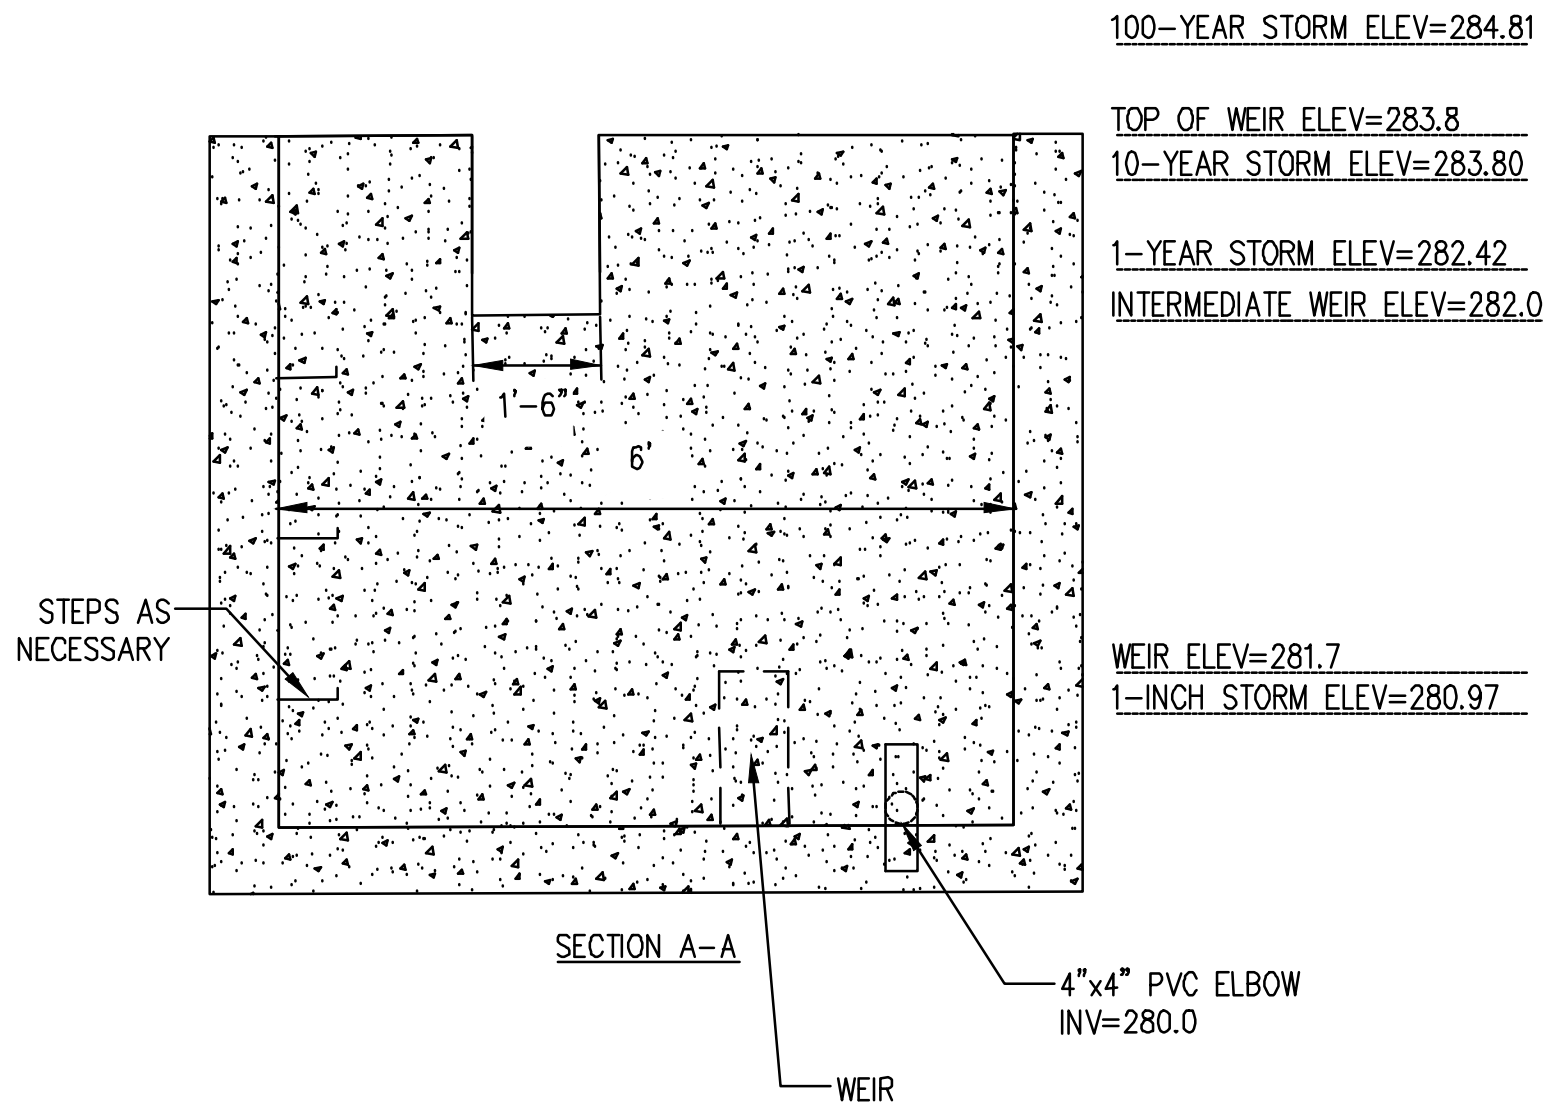 100-YEAR STORM ELEV=284.81
TOP OF WEIR ELEV=283.8
10-YEAR STORM ELEV=283.80
1-YEAR STORM ELEV=282.42
INTERMEDIATE WEIR ELEV=282.0
1'-6"
6'
STEPS AS
NECESSARY
WEIR ELEV=281.7
1-INCH STORM ELEV=280.97
SECTION A-A
4"x4" PVC ELBOW
INV=280.0
WEIR